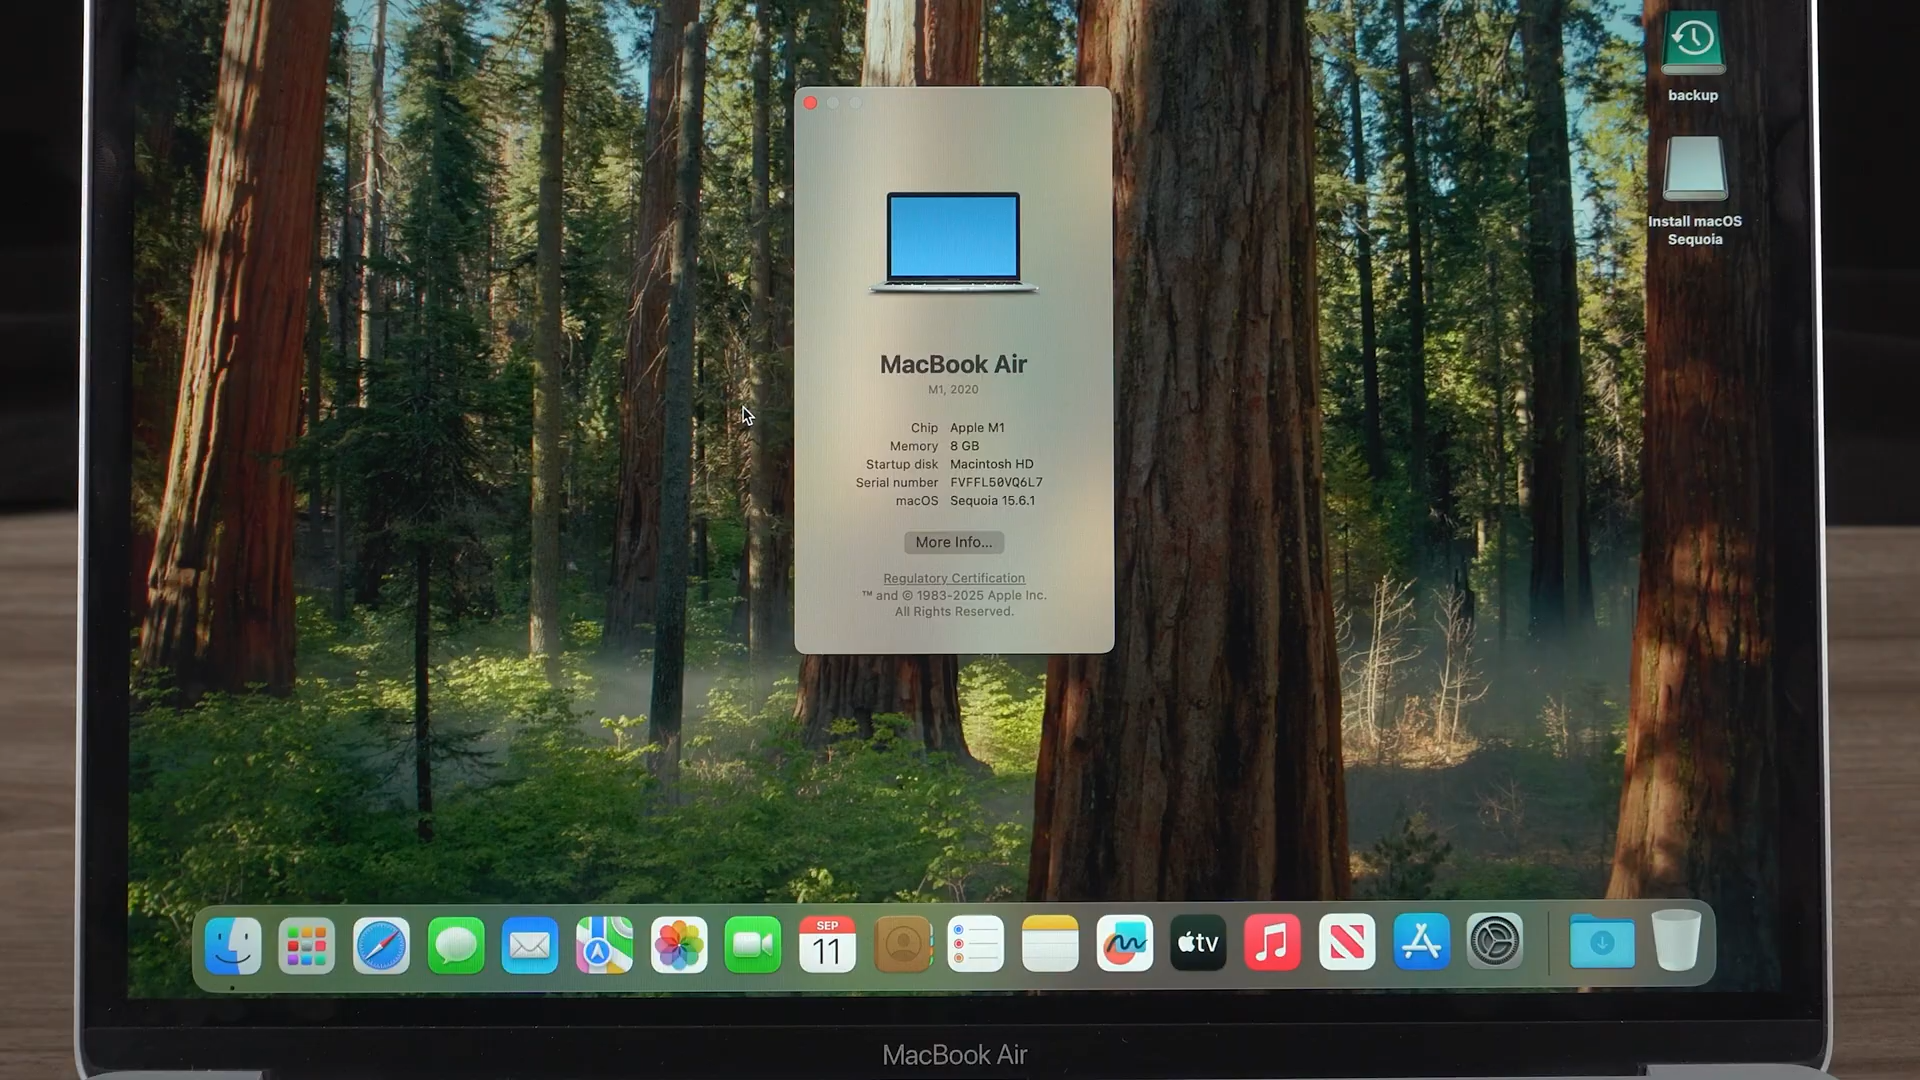 backup
Install macOS
Sequoia
MacBook Air
M1, 2020
Chip Apple M1
Memory 8 GB
Startup disk Macintosh HD
Serial number FVFFL50VQ6L7
macOS Sequoia 15.6.1
More Info...
Regulatory Certification
™ and © 1983-2025 Apple Inc.
All Rights Reserved.
SEP
11
tv
MacBook Air